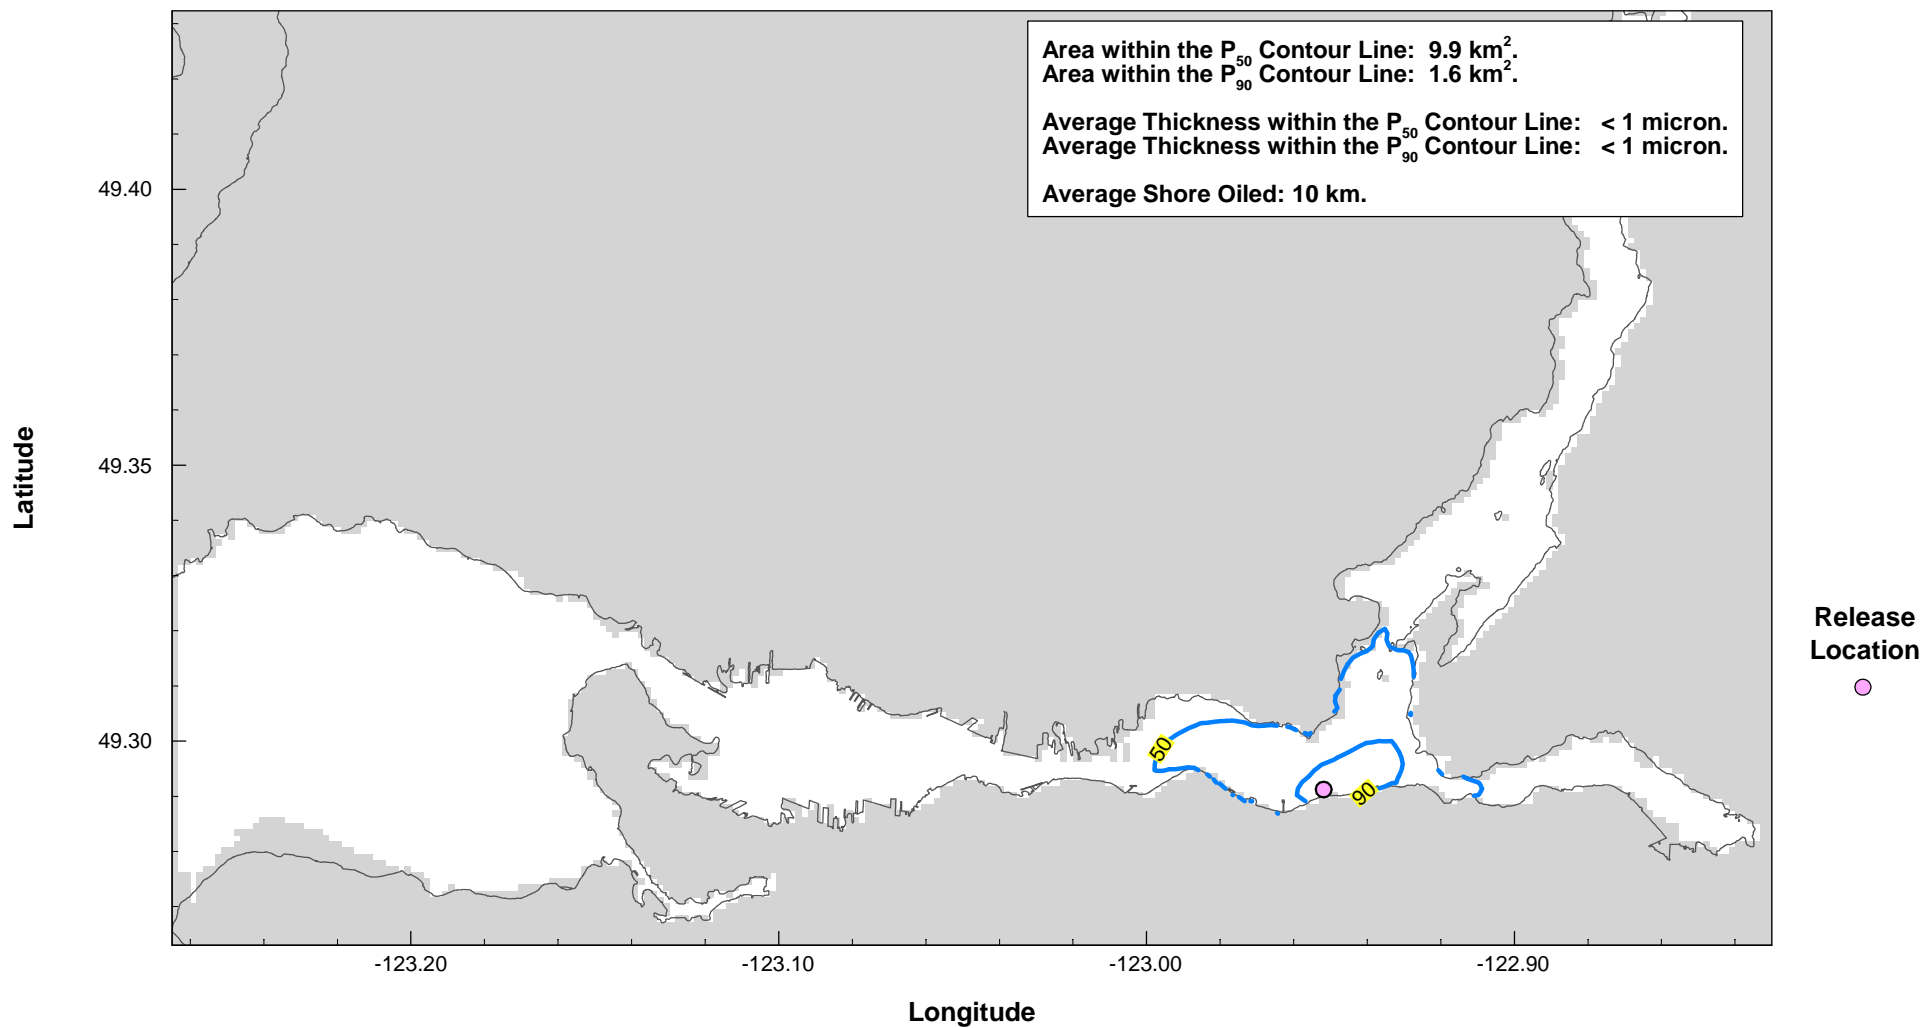 Area within the P50 Contour Line: 9.9 km2.
Area within the P90 Contour Line: 1.6 km2.
Average Thickness within the P50 Contour Line: < 1 micron.
Average Thickness within the P90 Contour Line: < 1 micron.
Average Shore Oiled: 10 km.
49.40
49.35
49.30
Latitude
50
90
Release
Location
-123.20
-123.10
-123.00
-122.90
Longitude